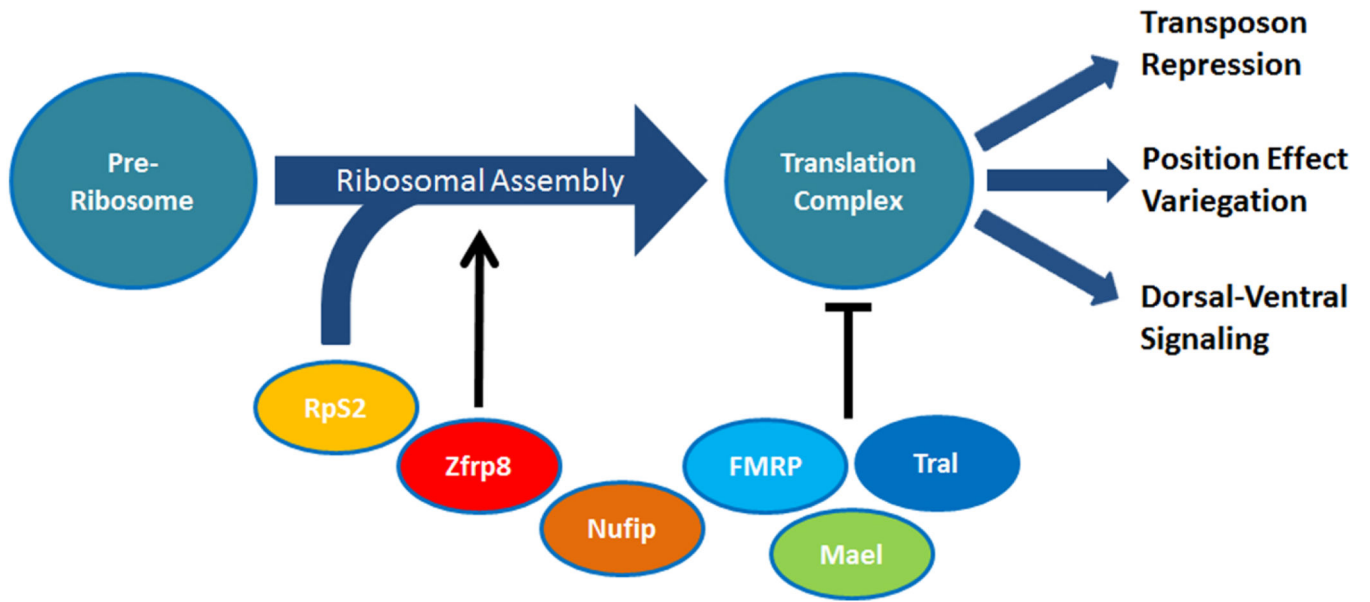 Pre-
Ribosome
Ribosomal Assembly
Translation
Complex
Transposon
Repression
Position Effect
Variegation
Dorsal-Ventral
Signaling
RpS2
Zfrp8
Nufip
FMRP
Tral
Mael